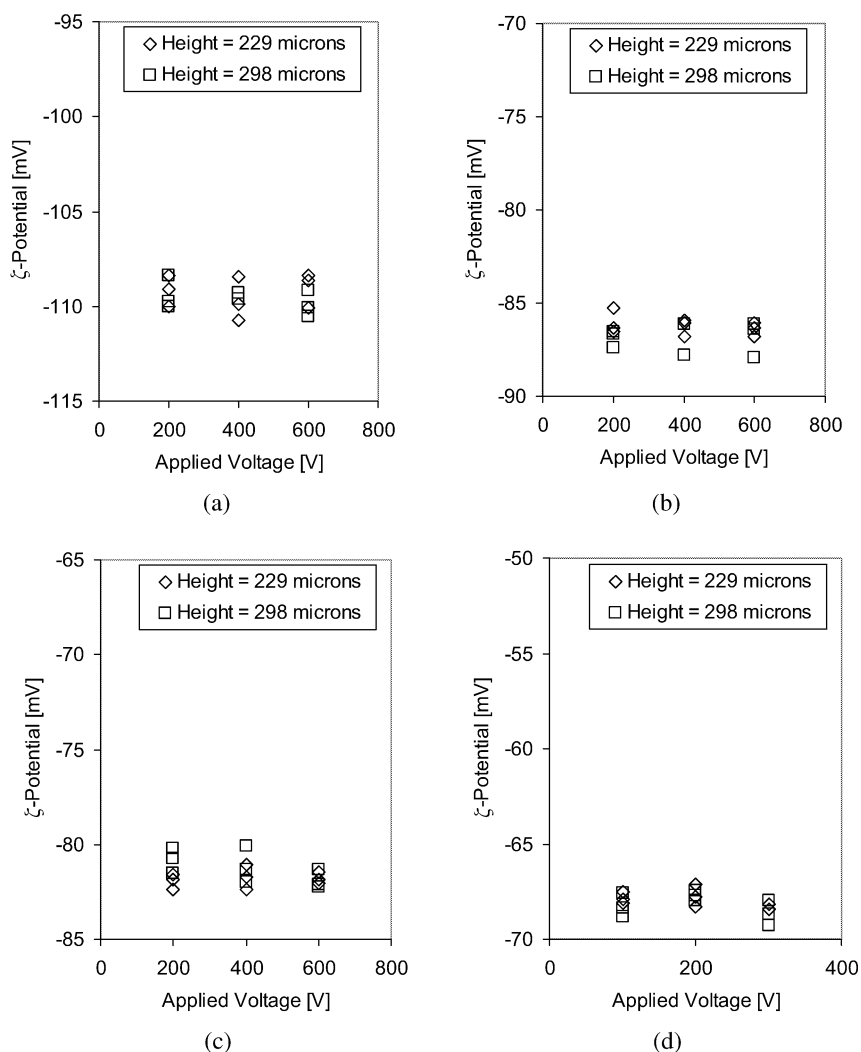 -95
-100
-105
-110
-115
ζ-Potential [mV]
Height = 229 microns
Height = 298 microns
0 200 400 600 800
Applied Voltage [V]
(a)
-70
-75
-80
-85
-90
ζ-Potential [mV]
Height = 229 microns
Height = 298 microns
0 200 400 600 800
Applied Voltage [V]
(b)
-65
-70
-75
-80
-85
ζ-Potential [mV]
Height = 229 microns
Height = 298 microns
0 200 400 600 800
Applied Voltage [V]
(c)
-50
-55
-60
-65
-70
ζ-Potential [mV]
Height = 229 microns
Height = 298 microns
0 200 400
Applied Voltage [V]
(d)